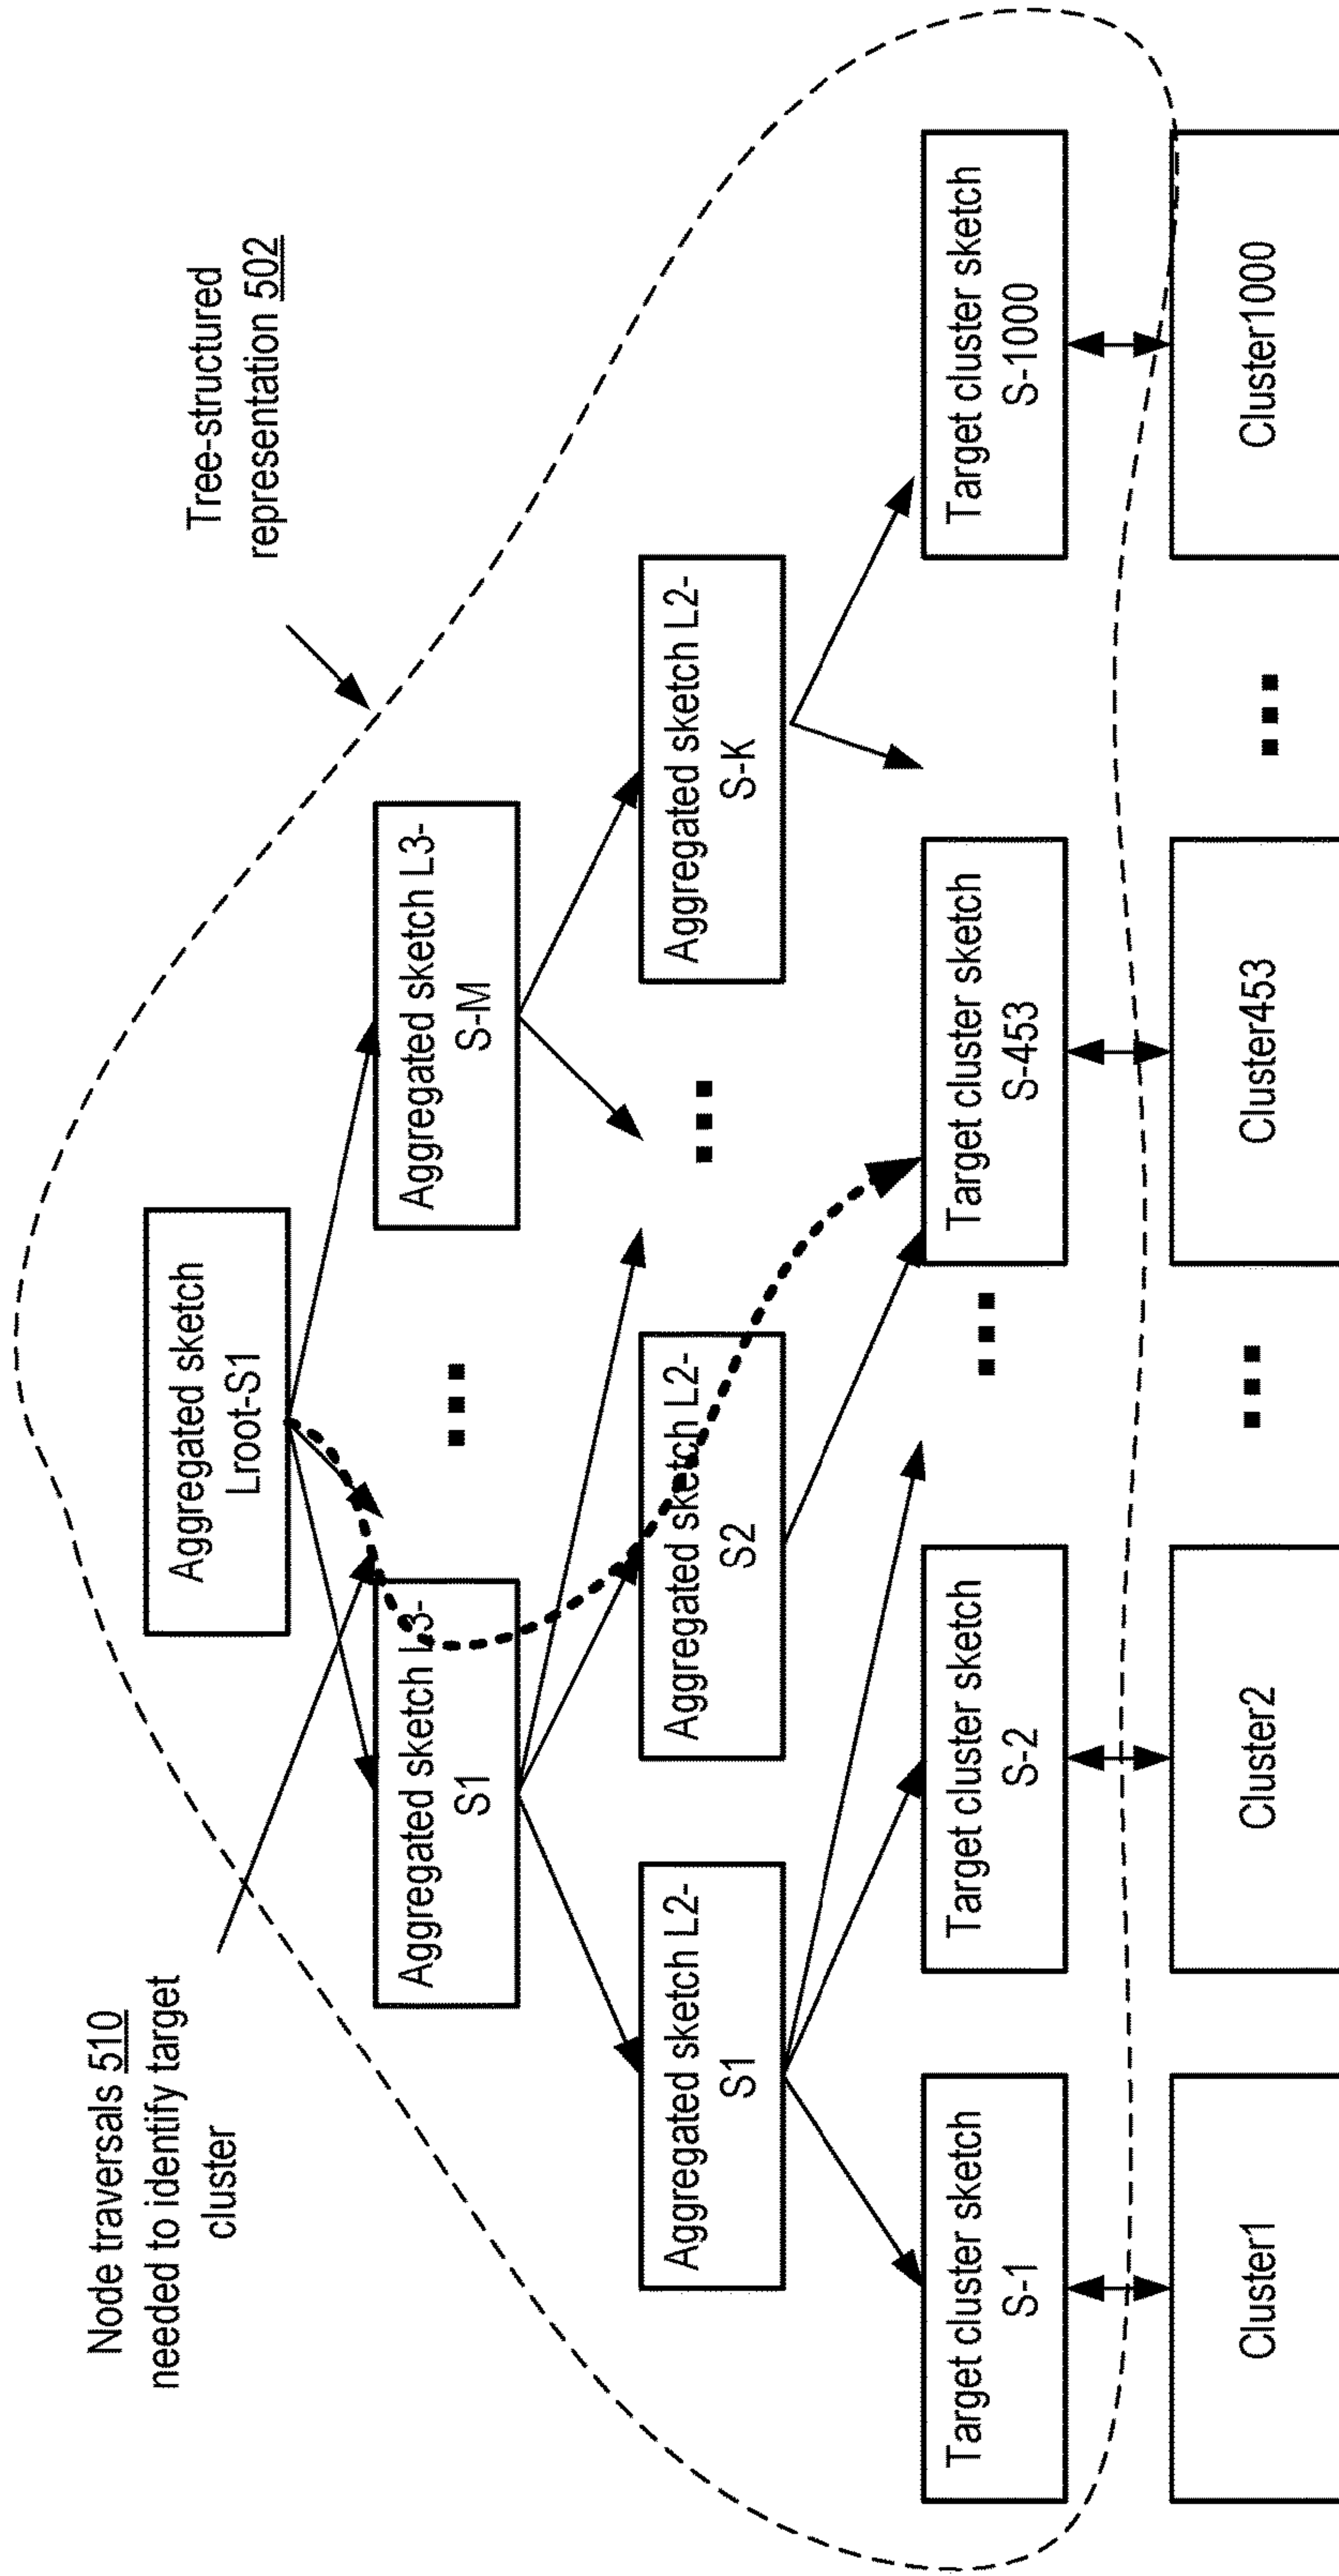 Node traversals 510
needed to identify target
cluster
Tree-structured
representation 502
Aggregated sketch
Lroot-S1
Aggregated sketch L3-
S1
Aggregated sketch L3-
S-M
Aggregated sketch L2-
S1
Aggregated sketch L2-
S2
Aggregated sketch L2-
S-K
Target cluster sketch
S-1
Target cluster sketch
S-2
Target cluster sketch
S-453
Target cluster sketch
S-1000
Cluster1
Cluster2
Cluster453
Cluster1000